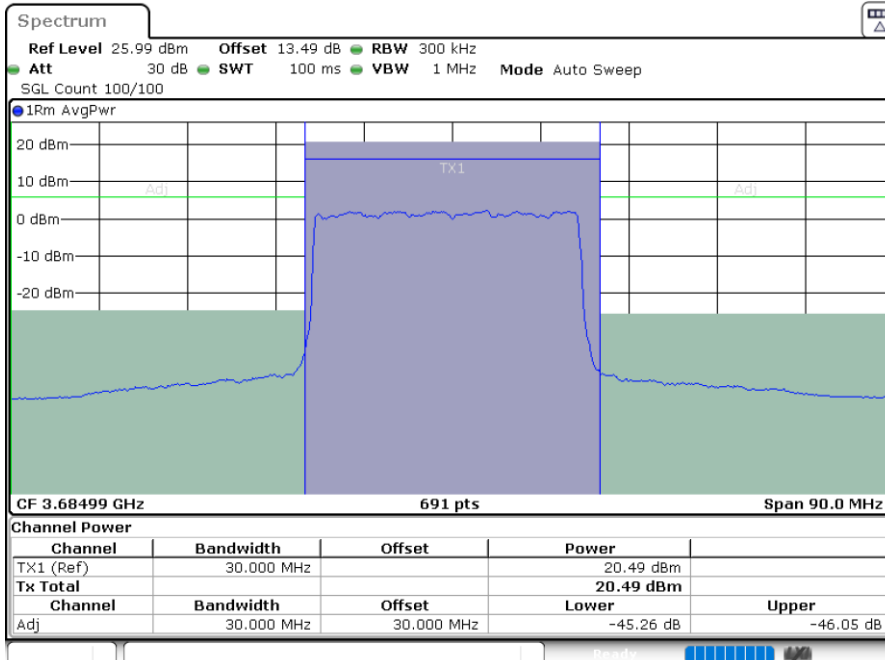 Spectrum
Ref Level 25.99 dBm Offset 13.49 dB RBW 300 kHz
Att 30 dB SWT 100 ms VBW 1 MHz Mode Auto Sweep
SGL Count 100/100
1Rm AvgPwr
20 dBm
TX1
10 dBm
Adj Adj
0 dBm
-10 dBm
-20 dBm
CF 3.68499 GHz 691 pts Span 90.0 MHz
Channel Power
Channel Bandwidth Offset Power
TX1 (Ref) 30.000 MHz 20.49 dBm
Tx Total 20.49 dBm
Channel Bandwidth Offset Lower Upper
Adj 30.000 MHz 30.000 MHz -45.26 dB -46.05 dB
Ready